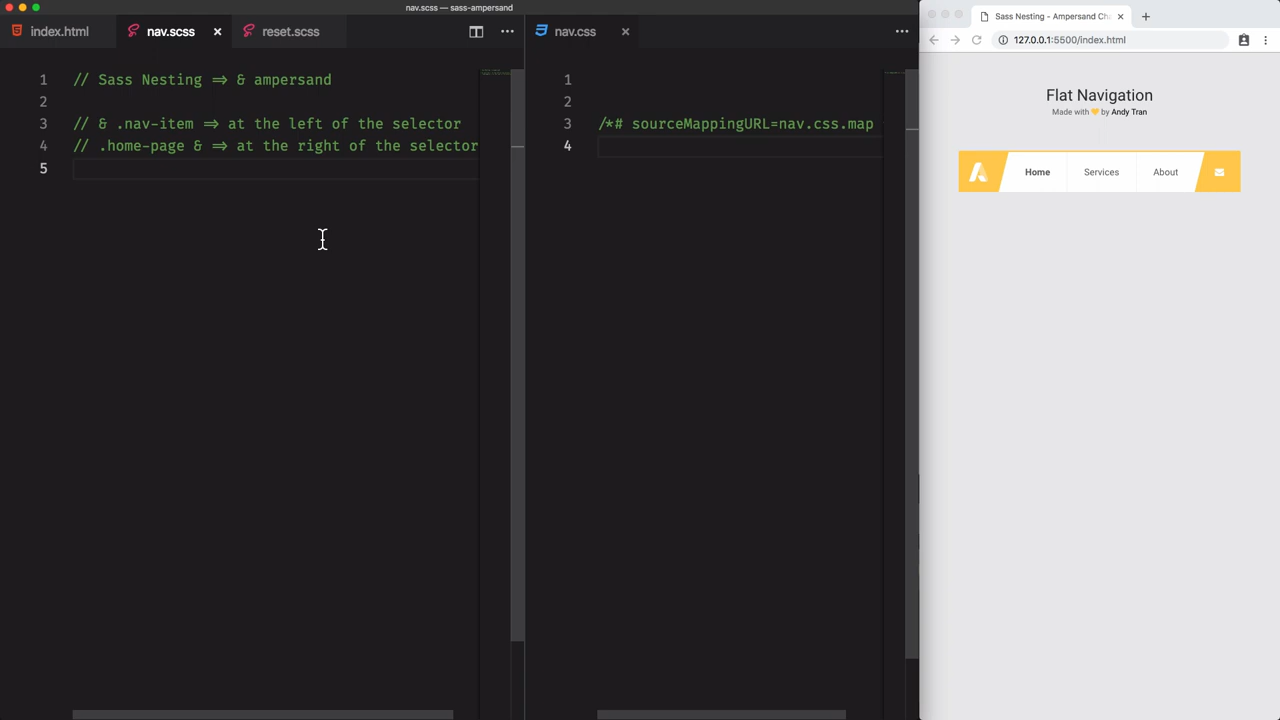 nav.scss — sass-ampersand
index.html
nav.scss
reset.scss
1 // Sass Nesting => & ampersand
2
3 // & .nav-item => at the left of the selector
4 // .home-page & => at the right of the selector
5
nav.css
1
2
3 /*# sourceMappingURL=nav.css.map
4
Sass Nesting - Ampersand Ch
127.0.0.1:5500/index.html
Flat Navigation
Made with 💛 by Andy Tran
Home Services About